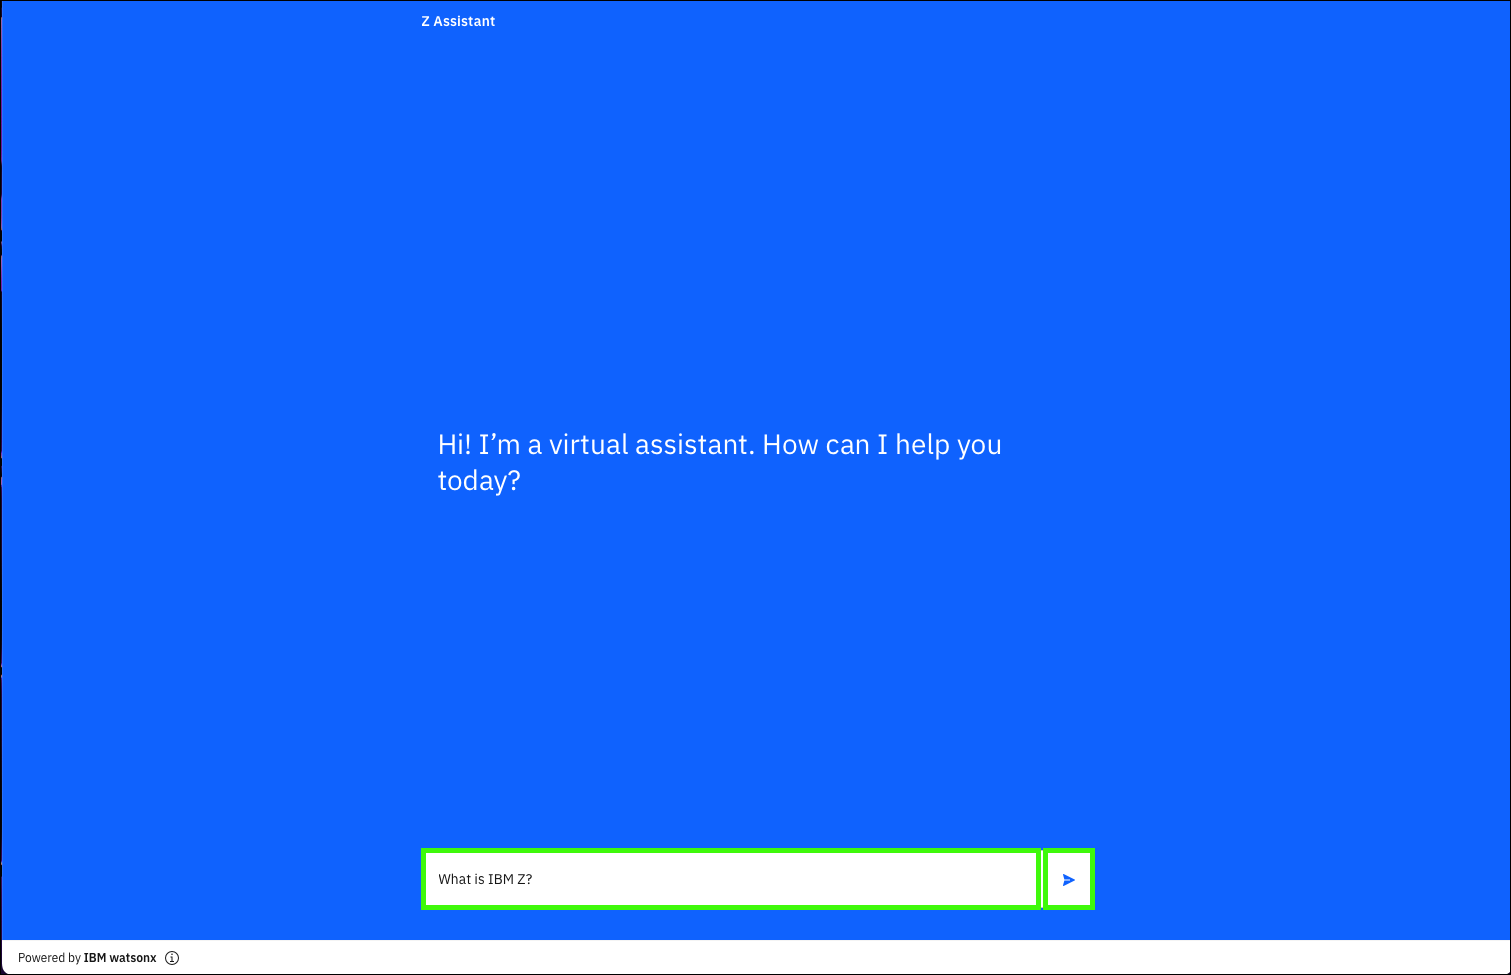 Z Assistant
Hi! I’m a virtual assistant. How can I help you
today?
What is IBM Z?
Powered by IBM watsonx